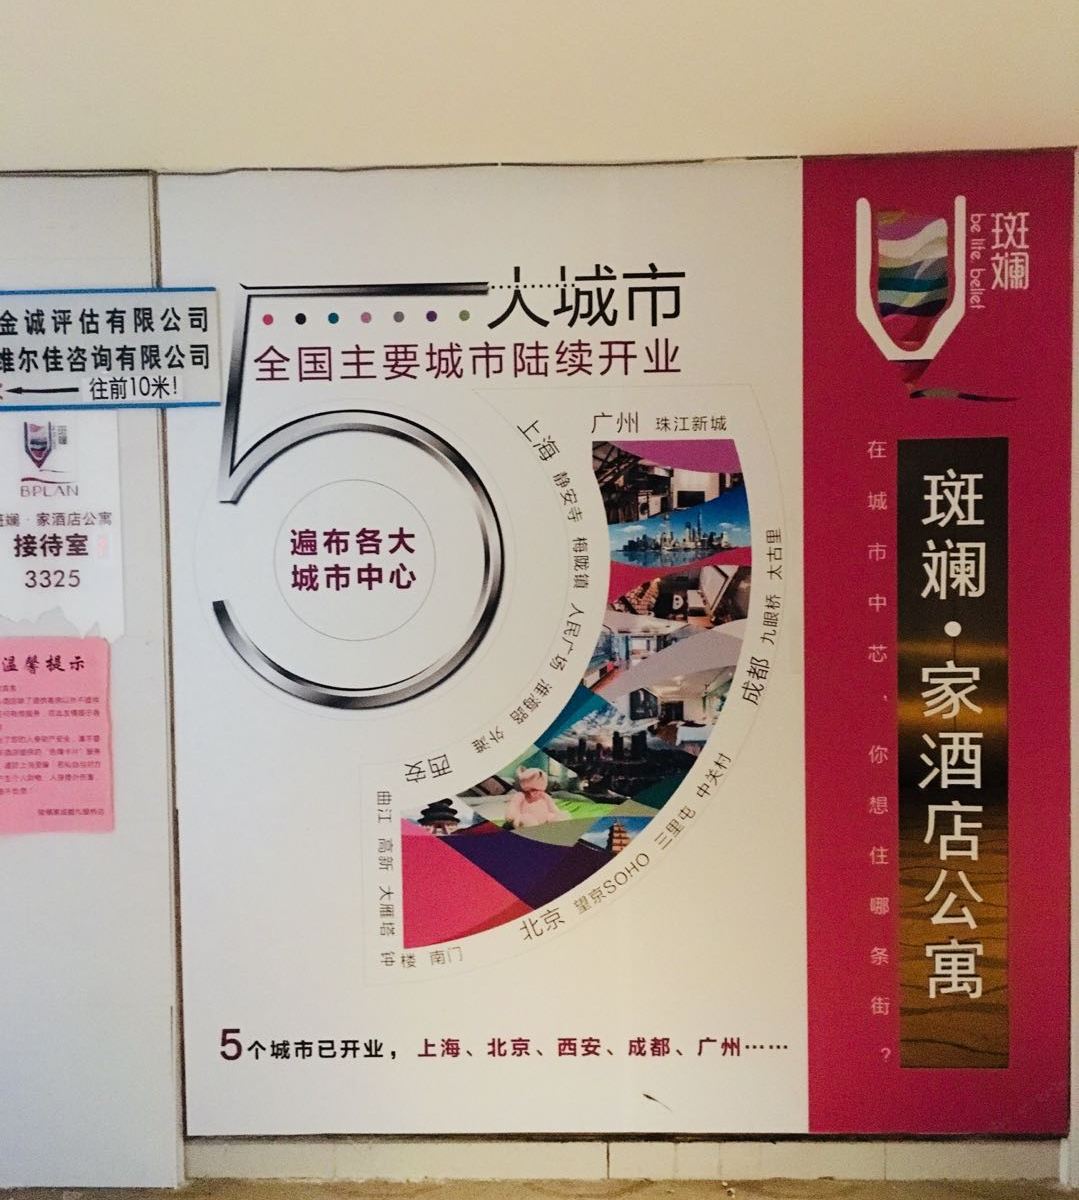 金诚评估有限公司
维尔佳咨询有限公司
往前10米!
斑斓
BPLAN
斑斓·家酒店公寓
接待室
3325
温馨提示
5大城市
全国主要城市陆续开业
遍布各大
城市中心
上海 静安寺 梅陇镇 人民广场 淮海路 外滩
广州 珠江新城
成都 九眼桥 太古里
北京 望京SOHO 三里屯 中关村
西安
曲江 高新 大雁塔 钟楼 南门
5个城市已开业，上海、北京、西安、成都、广州……
斑斓
be life. belief
在城市中芯、你想住哪条街？
斑斓·家酒店公寓